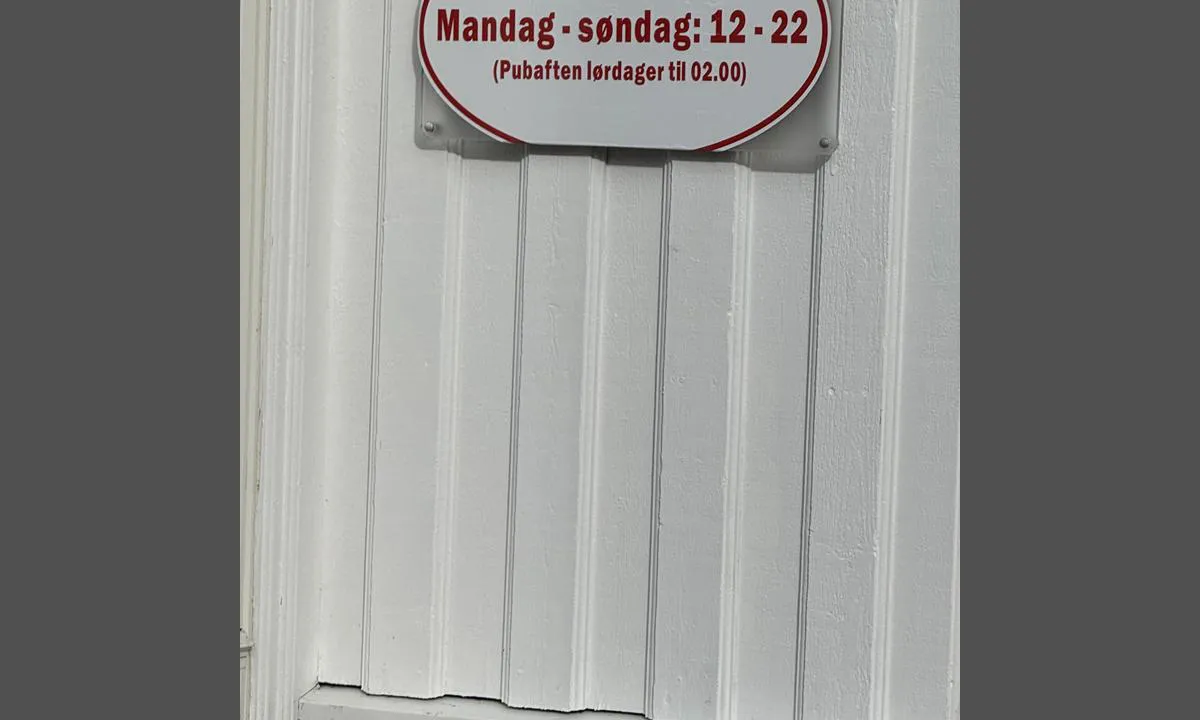 Mandag - søndag: 12 - 22
(Pubaften lørdager til 02.00)